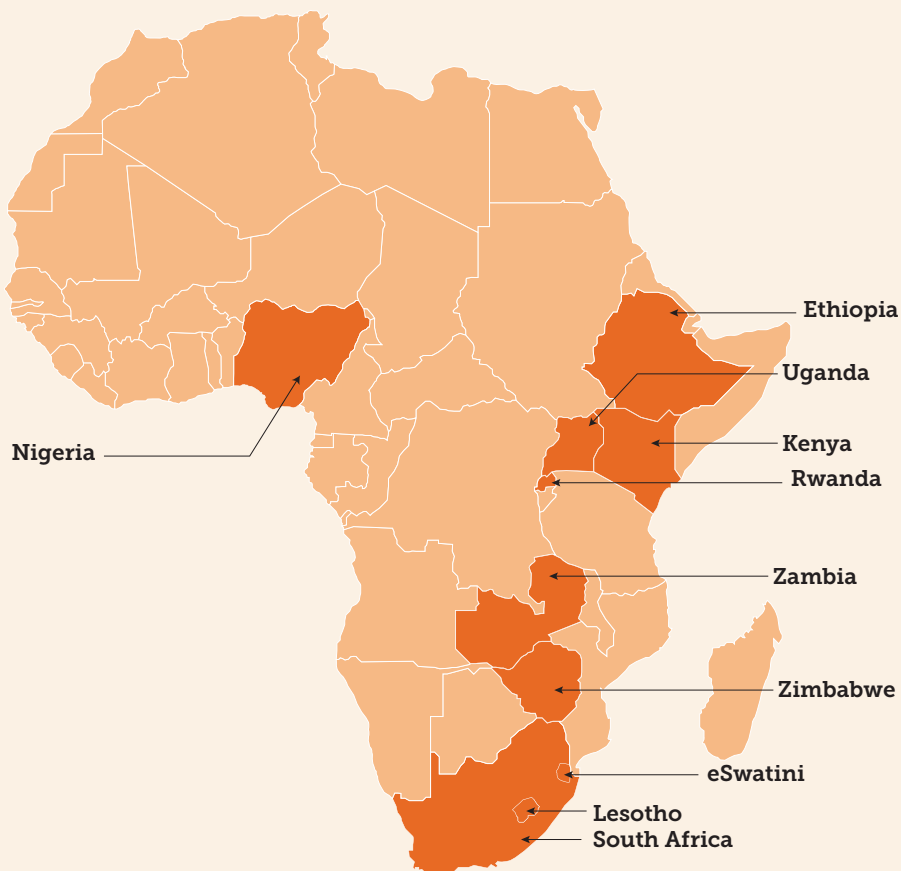 Ethiopia
Uganda
Nigeria
Kenya
Rwanda
Zambia
Zimbabwe
eSwatini
Lesotho
South Africa